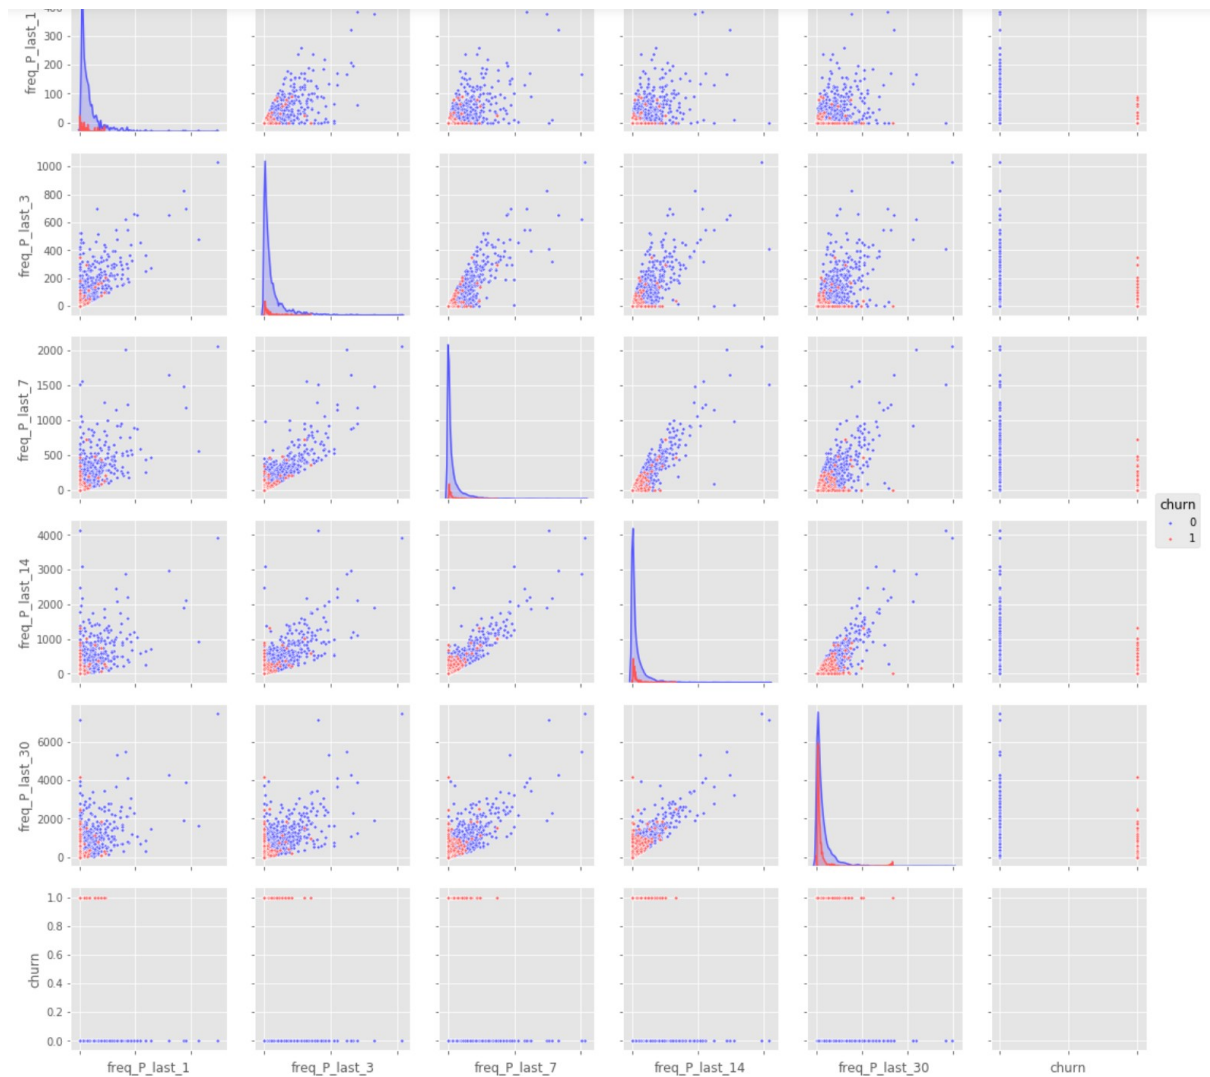 400
300
200
100
0
freq_P_last_1
1000
800
600
400
200
0
freq_P_last_3
2000
1500
1000
500
0
freq_P_last_7
4000
3000
2000
1000
0
freq_P_last_14
6000
4000
2000
0
freq_P_last_30
churn
0
1
1.0
0.8
0.6
0.4
0.2
0.0
churn
freq_P_last_1
freq_P_last_3
freq_P_last_7
freq_P_last_14
freq_P_last_30
churn